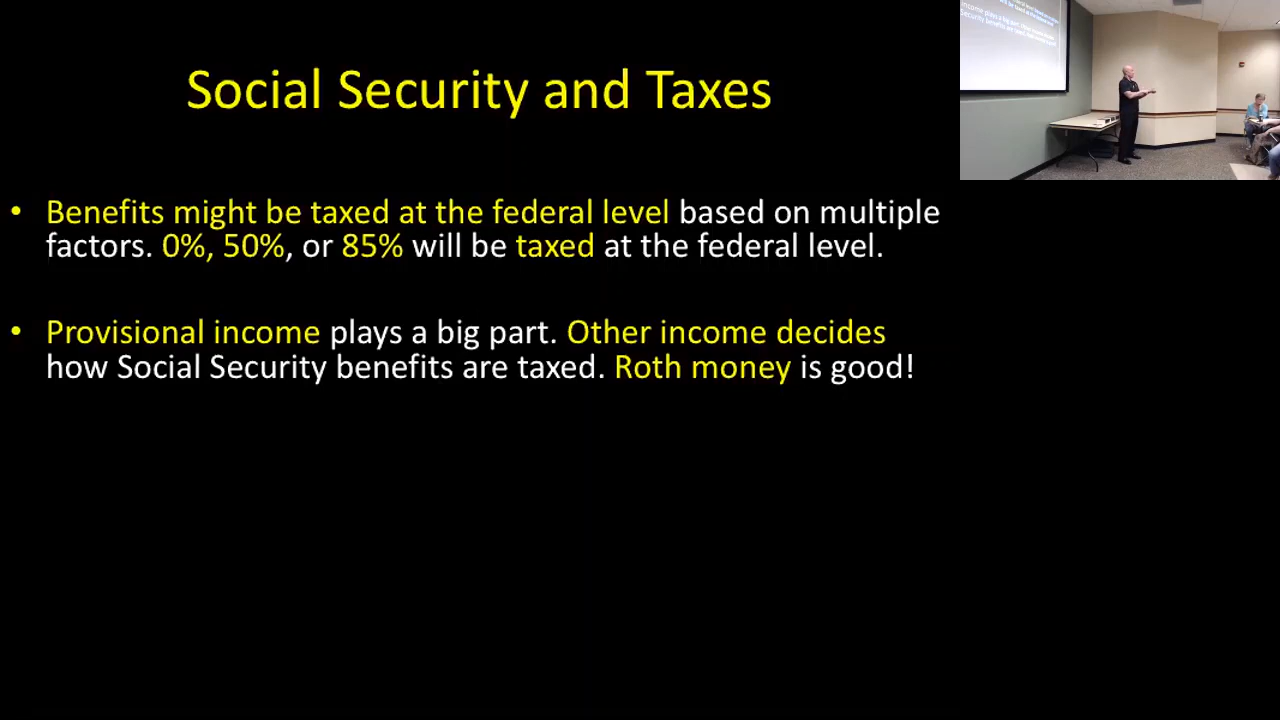 Social Security and Taxes
• Benefits might be taxed at the federal level based on multiple
factors. 0%, 50%, or 85% will be taxed at the federal level.
• Provisional income plays a big part. Other income decides
how Social Security benefits are taxed. Roth money is good!